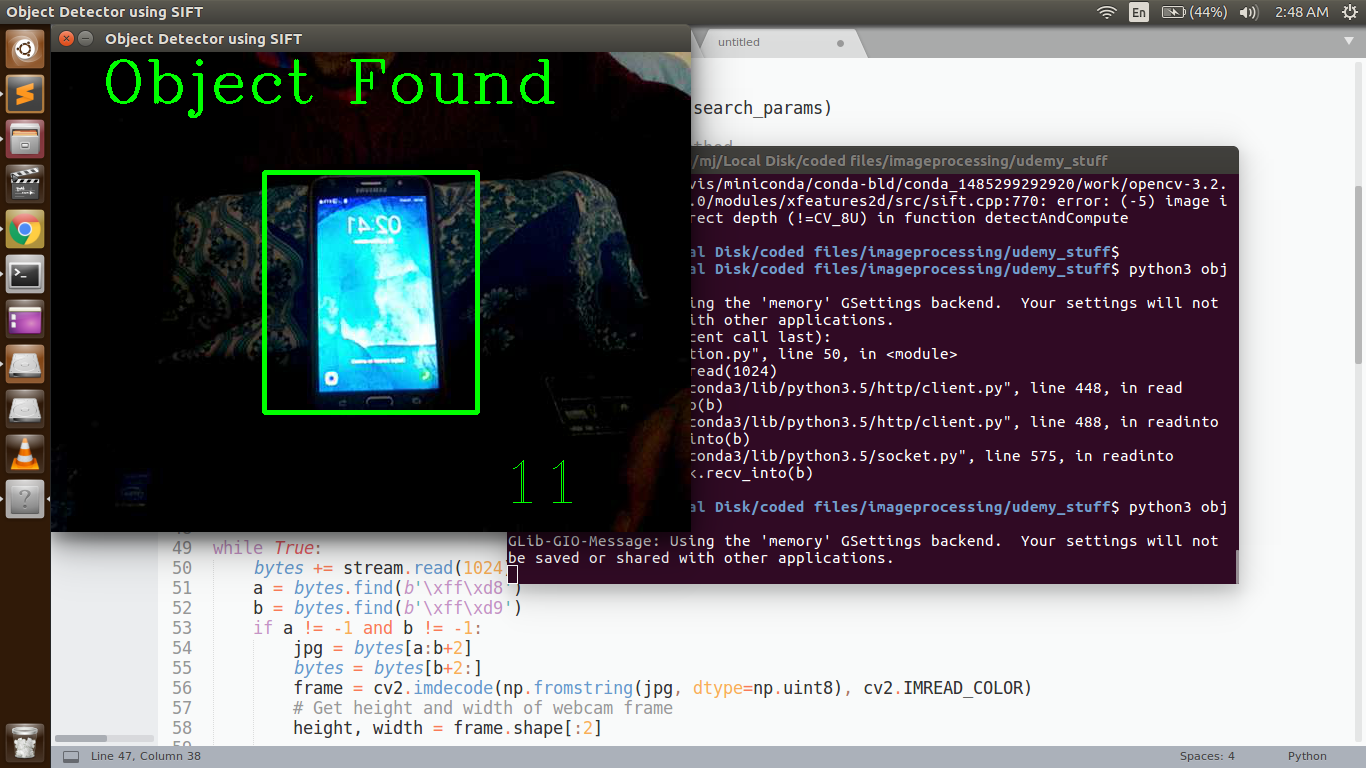 Object Detector using SIFT
En
(44%)
2:48 AM
Object Detector using SIFT
untitled
Object Found
search_params)
/mj/Local Disk/coded files/imageprocessing/udemy_stuff
vis/miniconda/conda-bld/conda_1485299292920/work/opencv-3.2.
.0/modules/xfeatures2d/src/sift.cpp:770: error: (-5) image i
rect depth (!=CV_8U) in function detectAndCompute
al Disk/coded files/imageprocessing/udemy_stuff$
al Disk/coded files/imageprocessing/udemy_stuff$ python3 obj
ing the 'memory' GSettings backend.  Your settings will not
ith other applications.
cent call last):
tion.py", line 50, in <module>
read(1024)
conda3/lib/python3.5/http/client.py", line 448, in read
o(b)
conda3/lib/python3.5/http/client.py", line 488, in readinto
into(b)
conda3/lib/python3.5/socket.py", line 575, in readinto
k.recv_into(b)
al Disk/coded files/imageprocessing/udemy_stuff$ python3 obj
GLib-GIO-Message: Using the 'memory' GSettings backend.  Your settings will not
be saved or shared with other applications.
SAMSUNG
02:41
11
49 while True:
50 bytes += stream.read(1024
51 a = bytes.find(b'\xff\xd8')
52 b = bytes.find(b'\xff\xd9')
53 if a != -1 and b != -1:
54 jpg = bytes[a:b+2]
55 bytes = bytes[b+2:]
56 frame = cv2.imdecode(np.fromstring(jpg, dtype=np.uint8), cv2.IMREAD_COLOR)
57 # Get height and width of webcam frame
58 height, width = frame.shape[:2]
Line 47, Column 38
Spaces: 4
Python